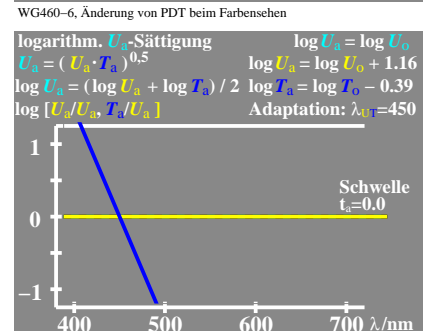 WG460−6, Änderung von PDT beim Farbensehen
logarithm. Ua-Sättigung log Ua = log Uo
Ua = ( Ua·Ta )0,5 log Ua = log Uo + 1.16
log Ua = (log Ua + log Ta) / 2 log Ta = log To − 0.39
log [Ua/Ua, Ta/Ua ] Adaptation: λUT=450
1
Schwelle
ta=0.0
0
−1
400 500 600 700 λ/nm